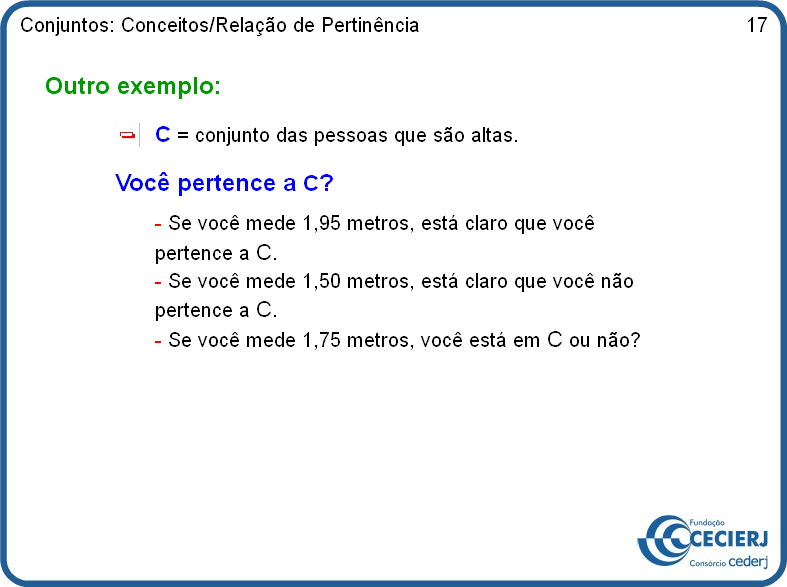 Conjuntos: Conceitos/Relação de Pertinência 17
Outro exemplo:
C = conjunto das pessoas que são altas.
Você pertence a C?
- Se você mede 1,95 metros, está claro que você
pertence a C.
- Se você mede 1,50 metros, está claro que você não
pertence a C.
- Se você mede 1,75 metros, você está em C ou não?
Fundação
CECIERJ
Consórcio cederj